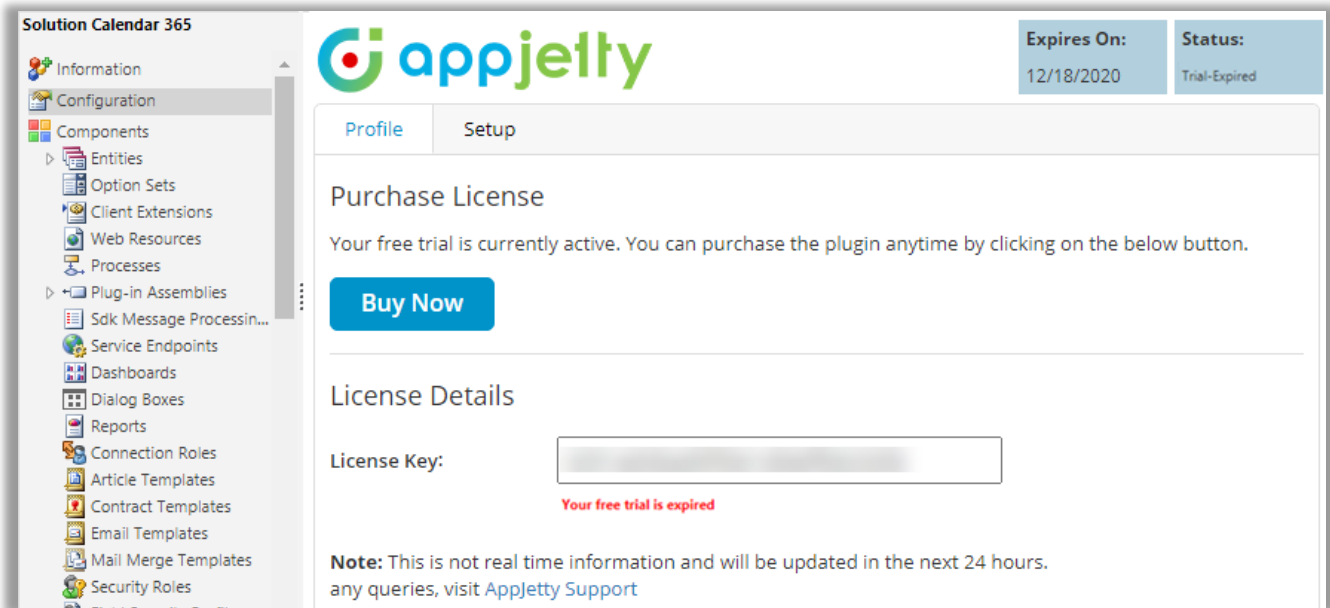 Solution Calendar 365
Information
Configuration
Components
Entities
Option Sets
Client Extensions
Web Resources
Processes
Plug-in Assemblies
Sdk Message Processin...
Service Endpoints
Dashboards
Dialog Boxes
Reports
Connection Roles
Article Templates
Contract Templates
Email Templates
Mail Merge Templates
Security Roles
appjetty
Expires On:
12/18/2020
Status:
Trial-Expired
Profile
Setup
Purchase License
Your free trial is currently active. You can purchase the plugin anytime by clicking on the below button.
Buy Now
License Details
License Key:
Your free trial is expired
Note: This is not real time information and will be updated in the next 24 hours.
any queries, visit AppJetty Support